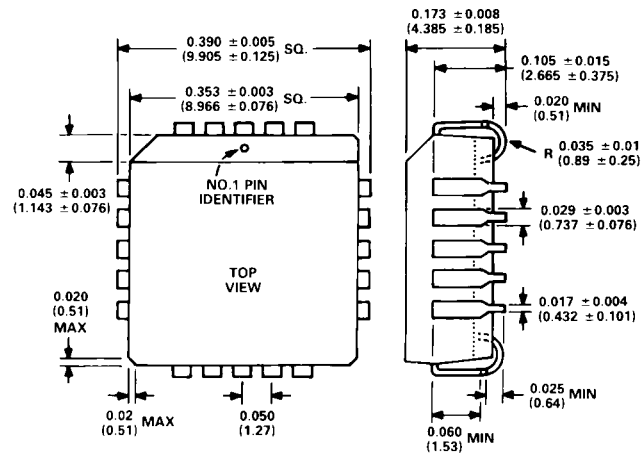 0.390 ±0.005 SQ.
(9.905 ±0.125)
0.353 ±0.003 SQ.
(8.966 ±0.076)
0.045 ±0.003
(1.143 ±0.076)
NO.1 PIN
IDENTIFIER
TOP
VIEW
0.020
(0.51)
MAX
0.02 MAX
(0.51)
0.050
(1.27)
0.173 ±0.008
(4.385 ±0.185)
0.105 ±0.015
(2.665 ±0.375)
0.020 MIN
(0.51)
R 0.035 ±0.01
(0.89 ±0.25)
0.029 ±0.003
(0.737 ±0.076)
0.017 ±0.004
(0.432 ±0.101)
0.025 MIN
(0.64)
0.060 MIN
(1.53)